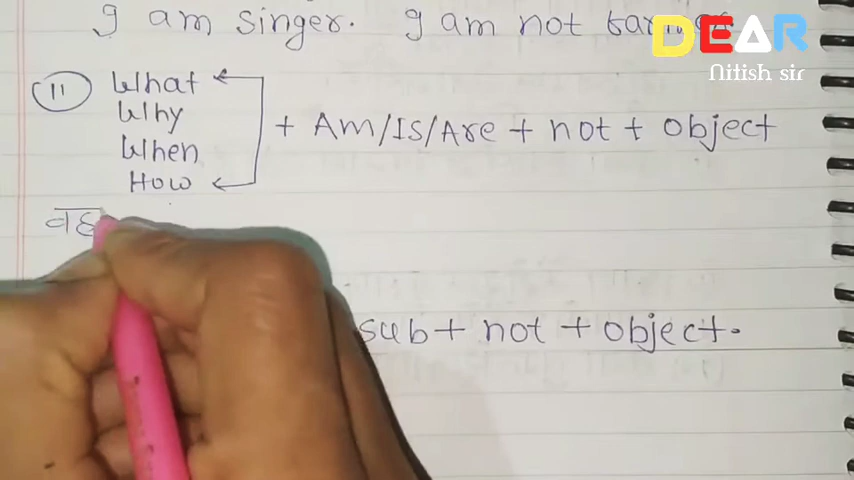 I am singer. I am not
DEAR
Nitish sir
11 What
Why
When
How
+ Am/Is/Are + not + object
वह
sub + not + object.